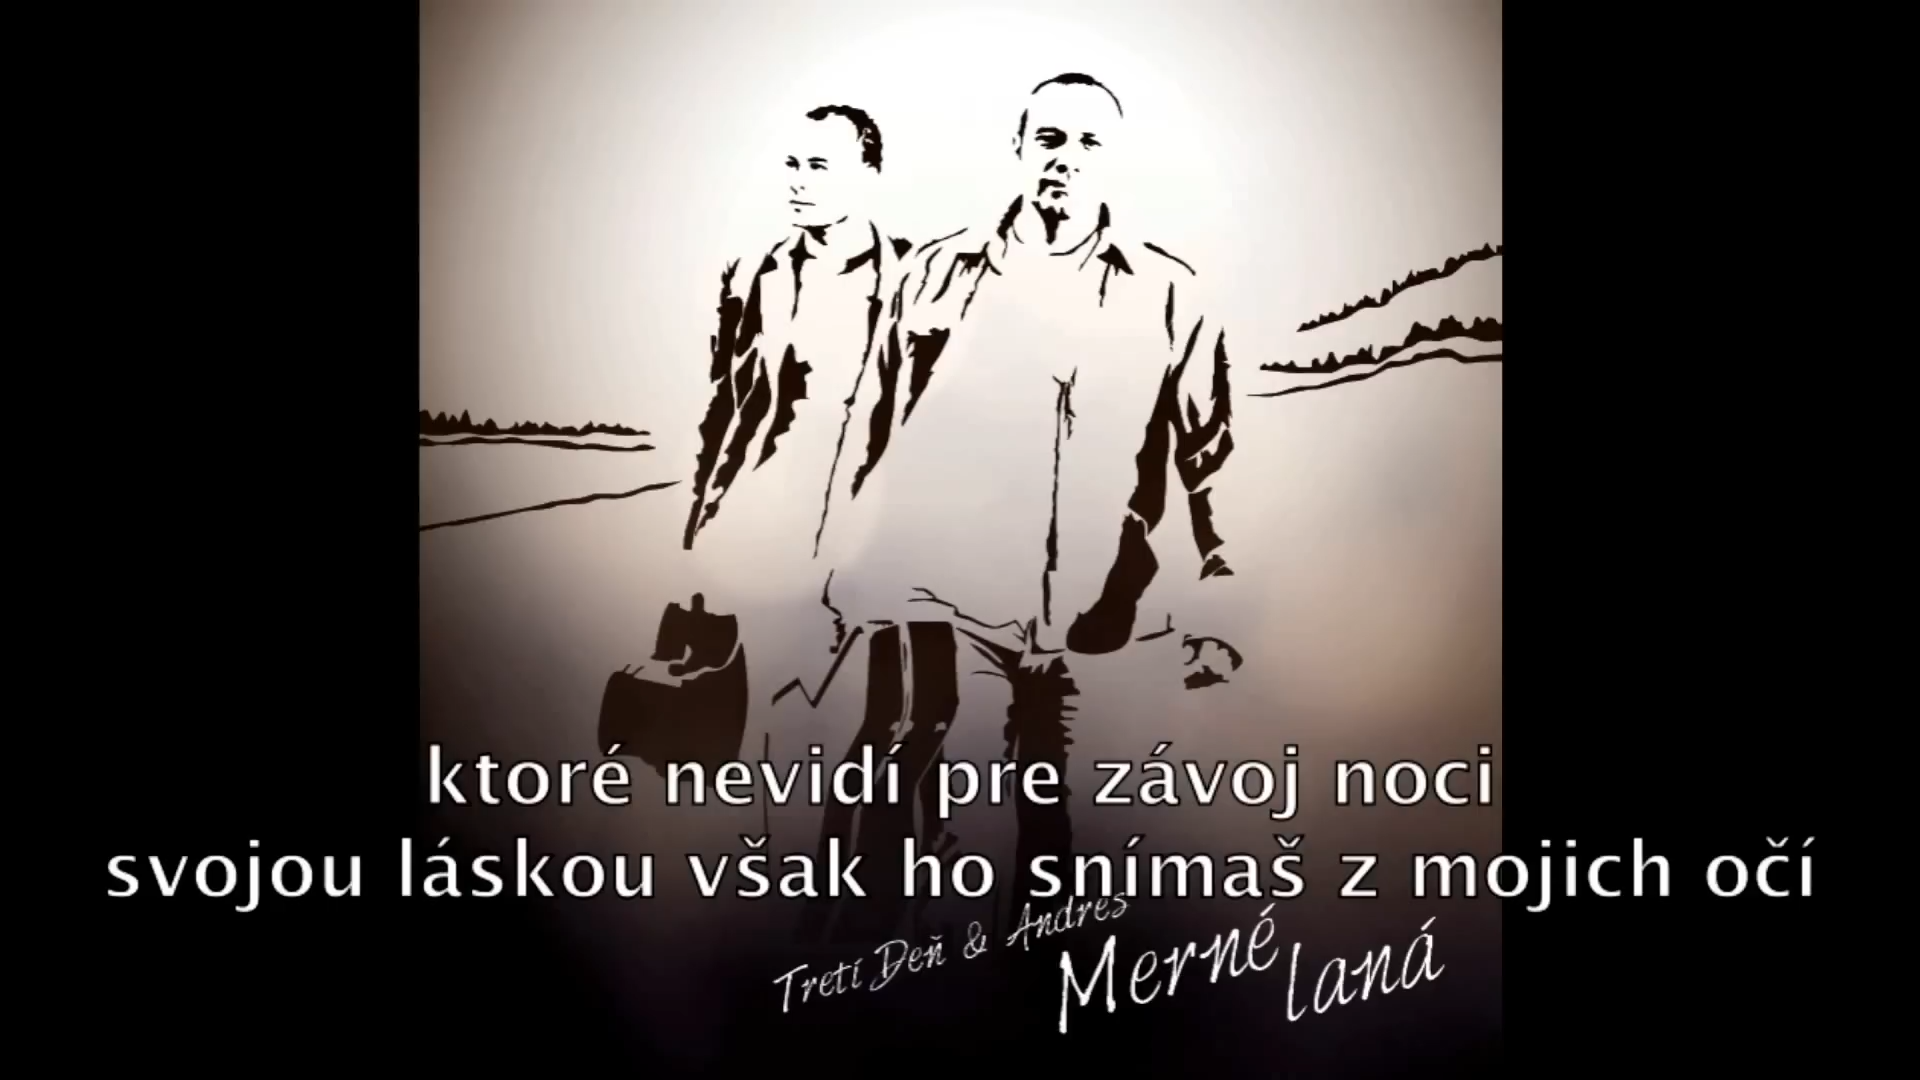 ktoré nevidí pre závoj noci
svojou láskou však ho snímaš z mojich očí
Tretí Deň & Andres
Merné laná